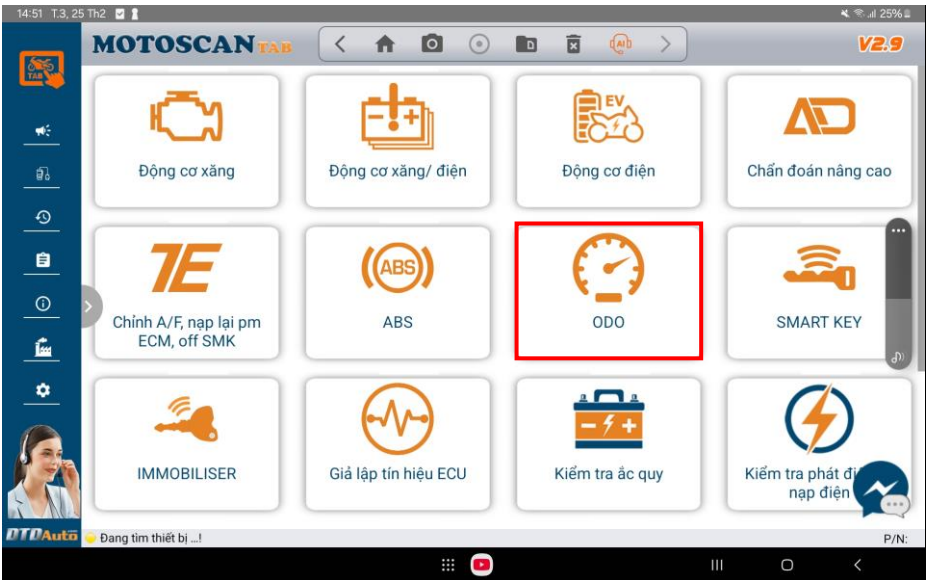 14:51 T.3, 25 Th2
25%
MOTOSCAN TAB
V2.9
TAB
EV
Động cơ xăng
Động cơ xăng/ điện
Động cơ điện
Chẩn đoán nâng cao
ABS
Chỉnh A/F, nạp lại pm
ECM, off SMK
ABS
ODO
SMART KEY
IMMOBILISER
Giả lập tín hiệu ECU
Kiểm tra ắc quy
Kiểm tra phát
nạp điện
DTDAuto
Đang tìm thiết bị ...!
P/N: